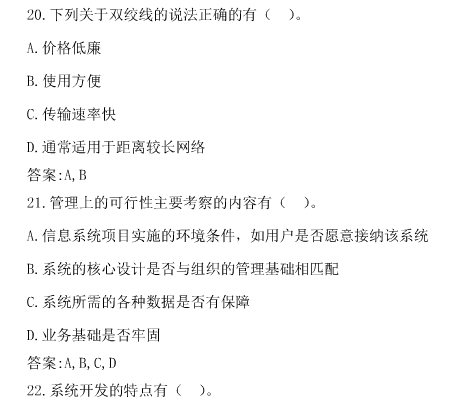 20. 下列关于双绞线的说法正确的有（　）。
A. 价格低廉
B. 使用方便
C. 传输速率快
D. 通常适用于距离较长网络
答案:A,B
21. 管理上的可行性主要考察的内容有（　）。
A. 信息系统项目实施的环境条件，如用户是否愿意接纳该系统
B. 系统的核心设计是否与组织的管理基础相匹配
C. 系统所需的各种数据是否有保障
D. 业务基础是否牢固
答案:A,B,C,D
22. 系统开发的特点有（　）。